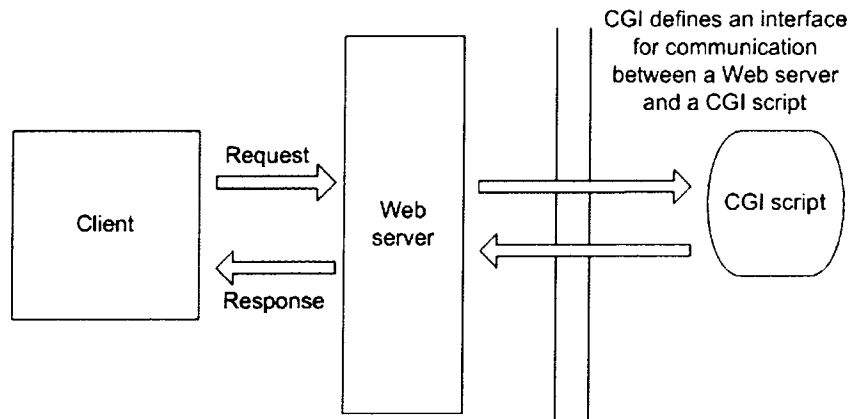 CGI defines an interface
for communication
between a Web server
and a CGI script
Request
Client
Web
server
CGI script
Response